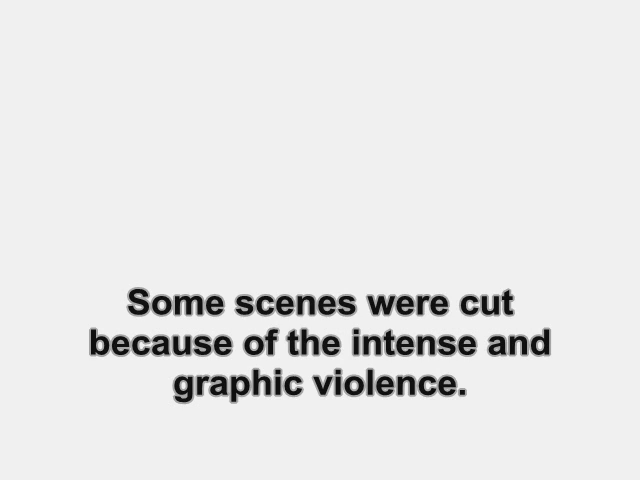 Some scenes were cut
because of the intense and
graphic violence.